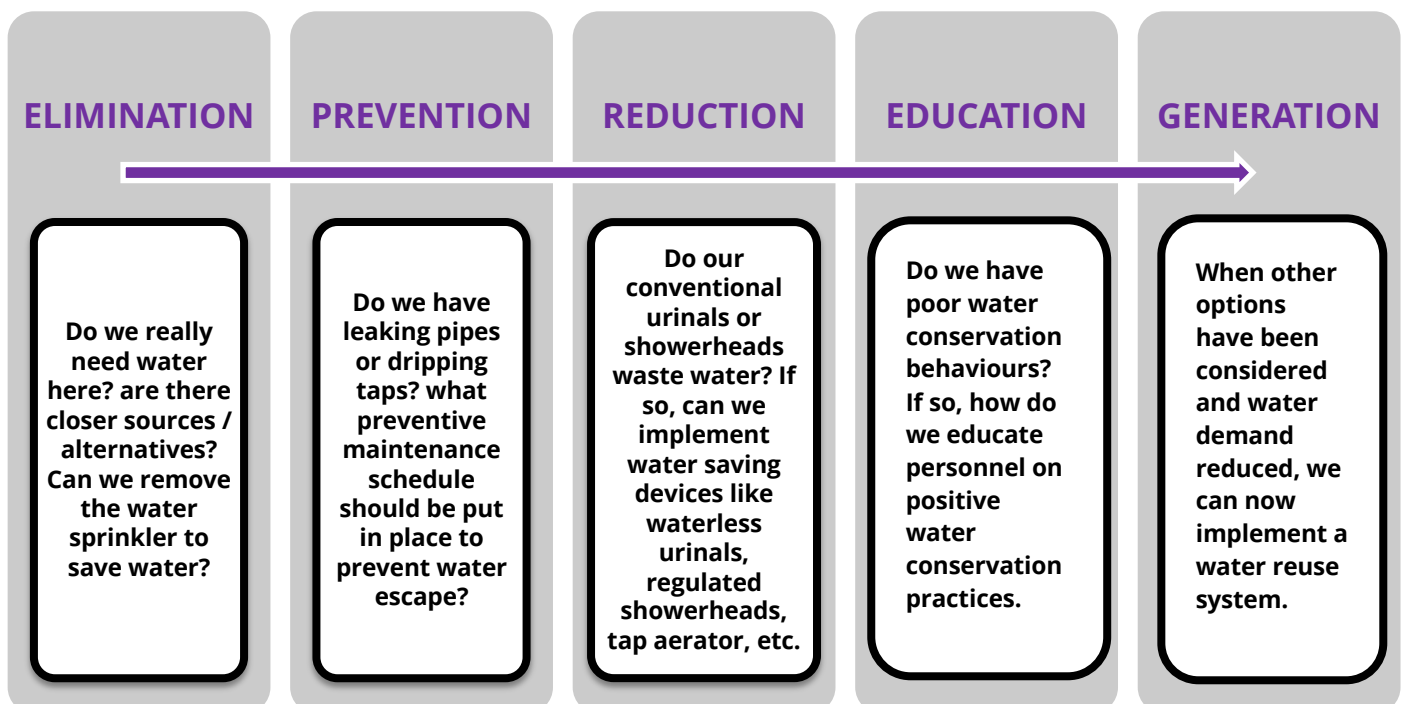 ELIMINATION
Do we really
need water
here? are there
closer sources /
alternatives?
Can we remove
the water
sprinkler to
save water?
PREVENTION
Do we have
leaking pipes
or dripping
taps? what
preventive
maintenance
schedule
should be put
in place to
prevent water
escape?
REDUCTION
Do our
conventional
urinals or
showerheads
waste water? If
so, can we
implement
water saving
devices like
waterless
urinals,
regulated
showerheads,
tap aerator, etc.
EDUCATION
Do we have
poor water
conservation
behaviours?
If so, how do
we educate
personnel on
positive
water
conservation
practices.
GENERATION
When other
options
have been
considered
and water
demand
reduced, we
can now
implement a
water reuse
system.